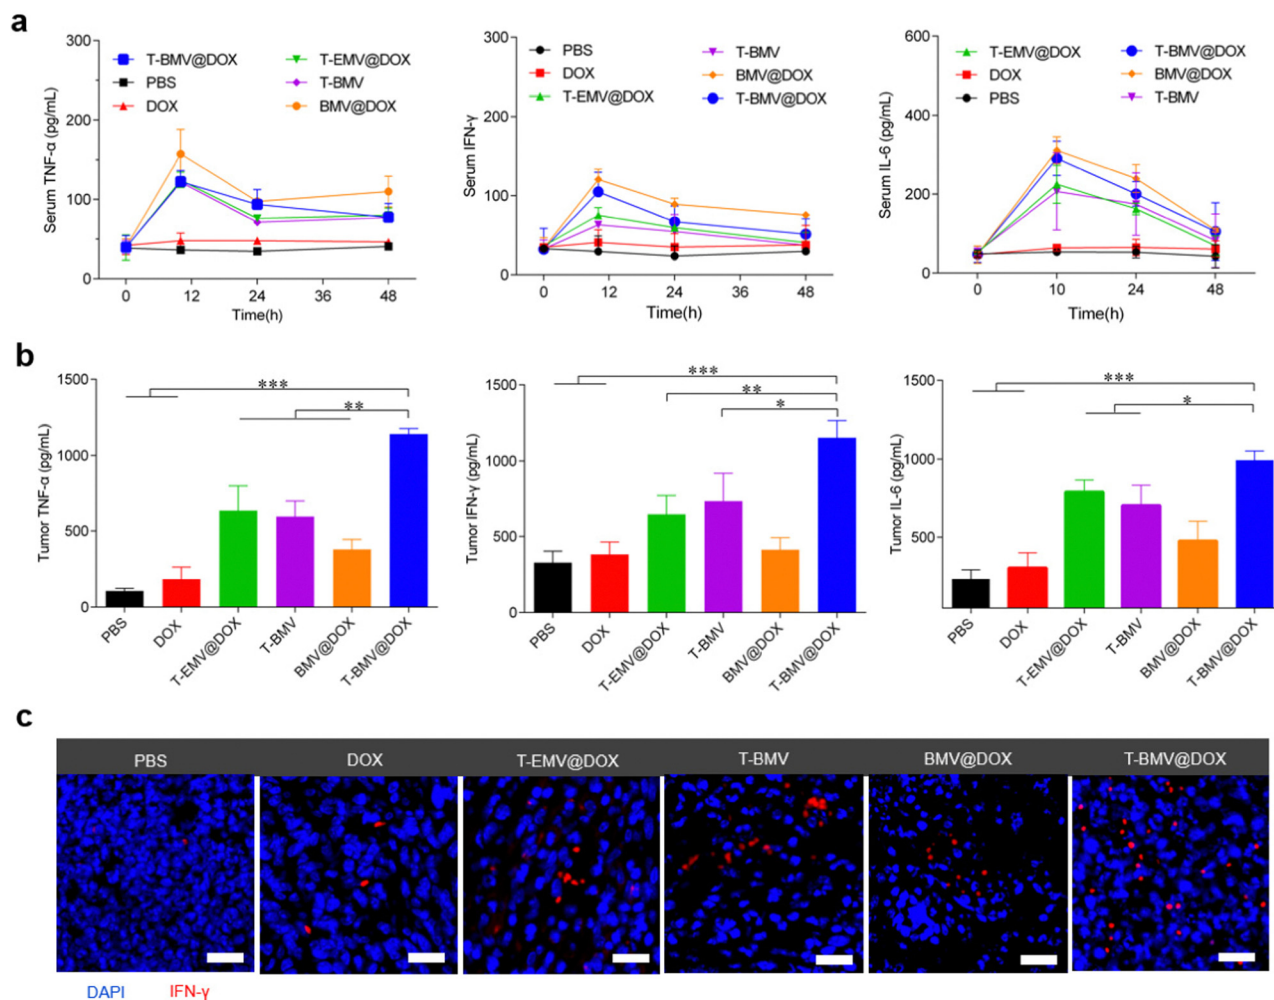 a
300
200
100
0
Serum TNF-α (pg/mL)
T-BMV@DOX
PBS
DOX
T-EMV@DOX
T-BMV
BMV@DOX
0 12 24 36 48
Time(h)
300
200
100
0
Serum IFN-γ
PBS
DOX
T-EMV@DOX
T-BMV
BMV@DOX
T-BMV@DOX
0 12 24 36 48
Time(h)
600
400
200
0
Serum IL-6 (pg/mL)
T-EMV@DOX
DOX
PBS
T-BMV@DOX
BMV@DOX
T-BMV
0 10 24 48
Time(h)
b
1500
1000
500
0
Tumor TNF-α (pg/mL)
***
**
PBS
DOX
T-EMV@DOX
T-BMV
BMV@DOX
T-BMV@DOX
1500
1000
500
0
Tumor IFN-γ (pg/mL)
***
**
*
PBS
DOX
T-EMV@DOX
T-BMV
BMV@DOX
T-BMV@DOX
1500
1000
500
Tumor IL-6 (pg/mL)
***
*
PBS
DOX
T-EMV@DOX
T-BMV
BMV@DOX
T-BMV@DOX
c
PBS DOX T-EMV@DOX T-BMV BMV@DOX T-BMV@DOX
DAPI IFN-γ